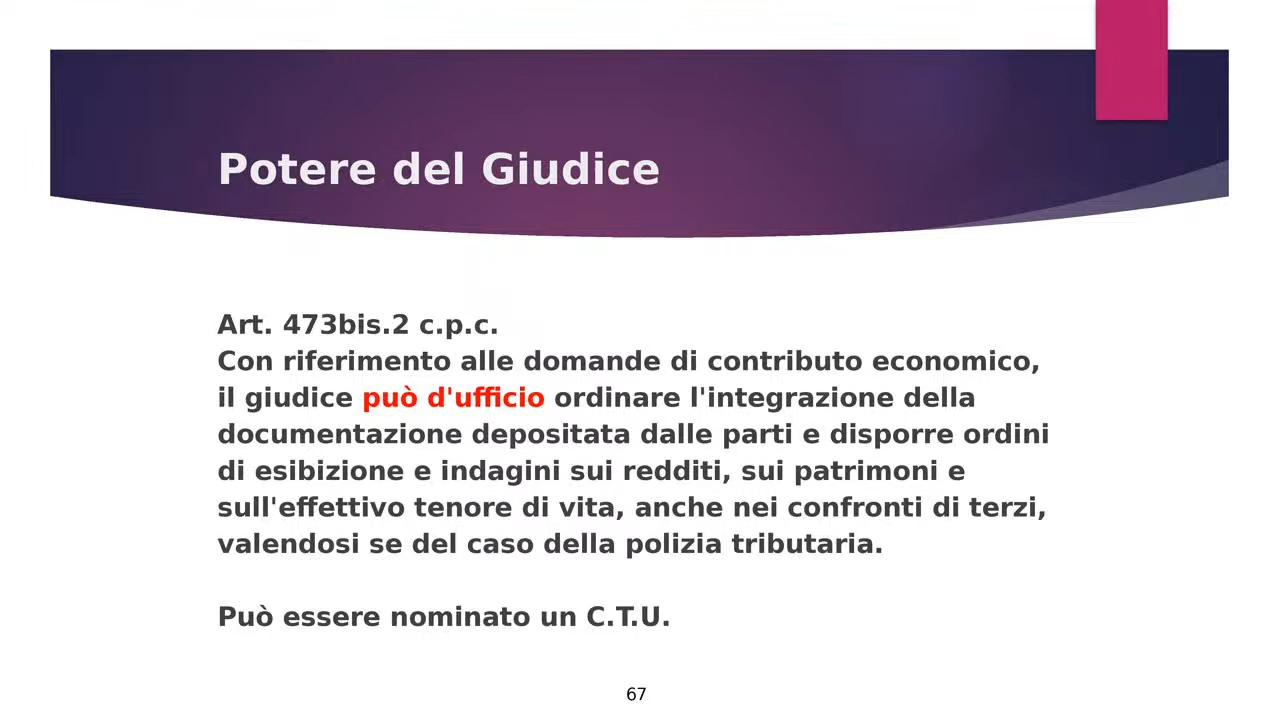 Potere del Giudice
Art. 473bis.2 c.p.c.
Con riferimento alle domande di contributo economico,
il giudice può d'ufficio ordinare l'integrazione della
documentazione depositata dalle parti e disporre ordini
di esibizione e indagini sui redditi, sui patrimoni e
sull'effettivo tenore di vita, anche nei confronti di terzi,
valendosi se del caso della polizia tributaria.
Può essere nominato un C.T.U.
67